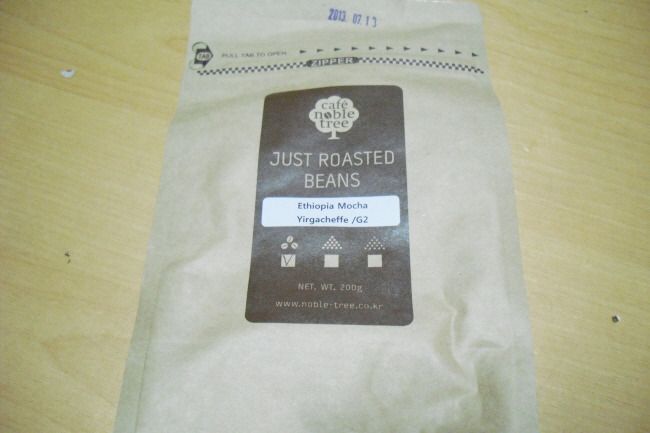 2013. 07. 13
TAB
PULL TAB TO OPEN
ZIPPER
café
noble
tree
JUST ROASTED
BEANS
Ethiopia Mocha
Yirgacheffe /G2
NET. WT. 200g
www.noble-tree.co.kr